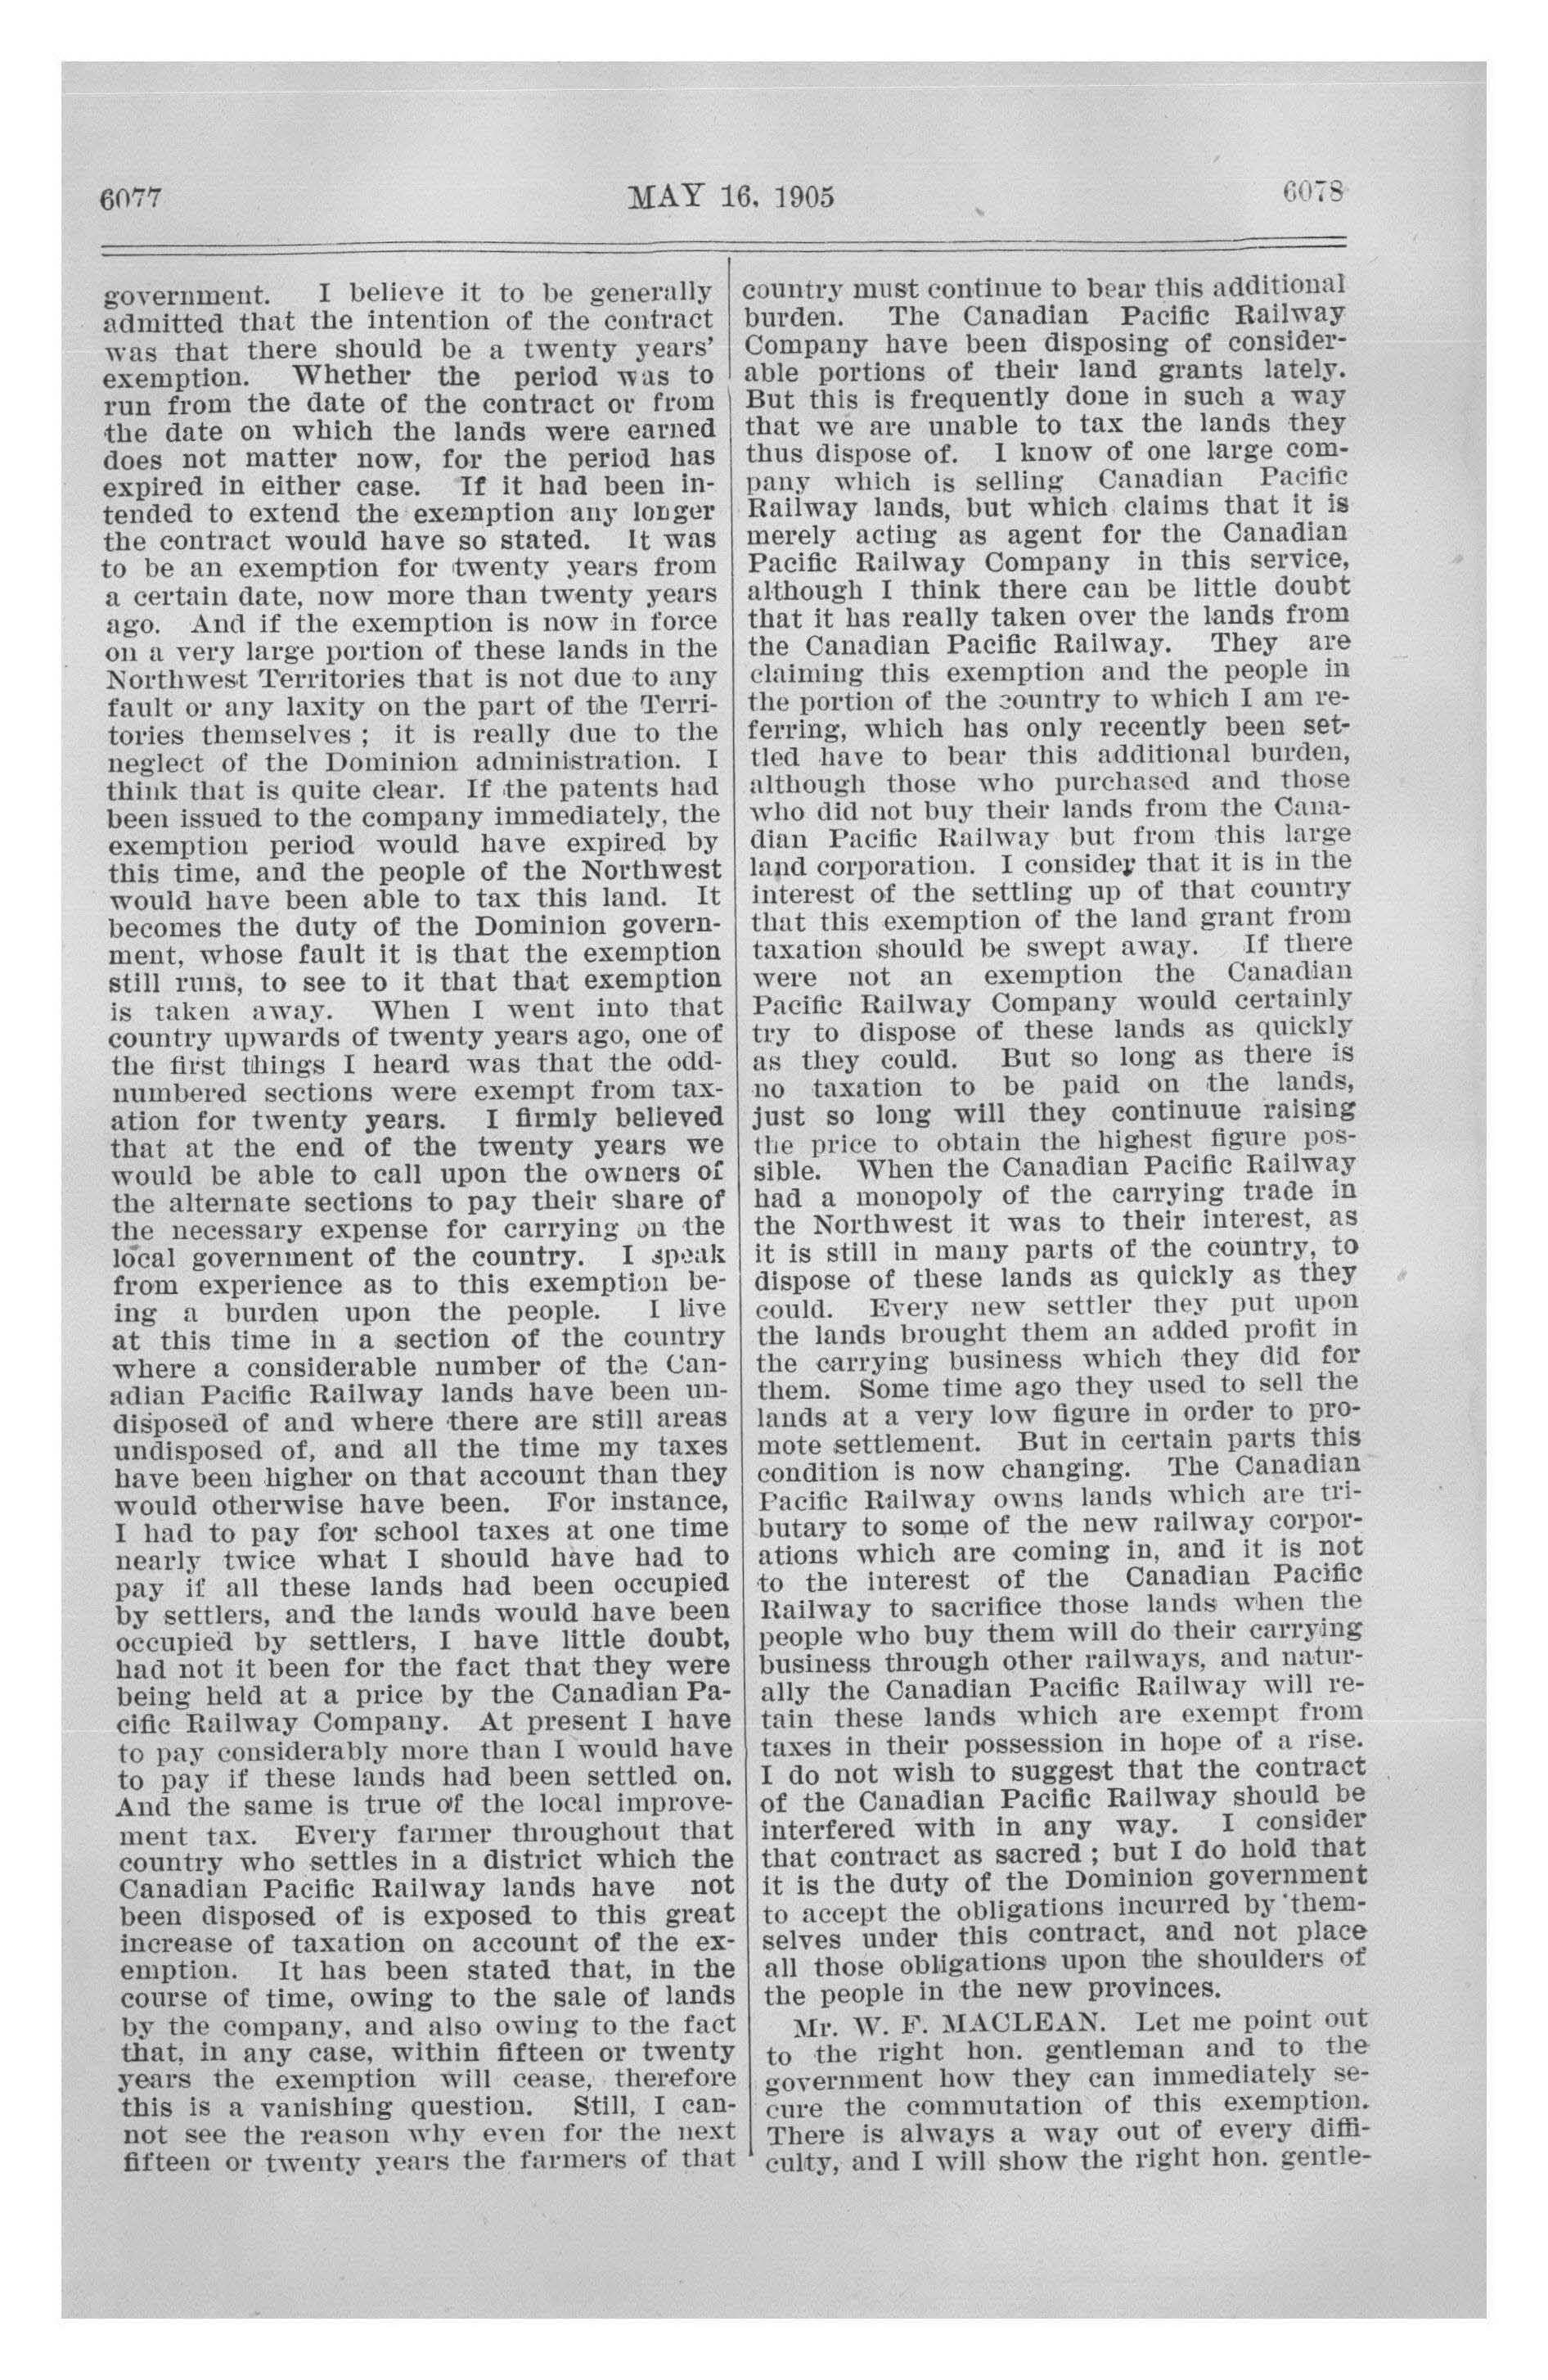 6077
MAY 16, 1905
6078
government. I believe it to be generally
admitted that the intention of the contract
was that there should be a twenty years'
exemption. Whether the period was to
run from the date of the contract or from
the date on which the lands were earned
does not matter now, for the period has
expired in either case. If it had been in-
tended to extend the exemption any longer
the contract would have so stated. It was
to be an exemption for twenty years from
a certain date, now more than twenty years
ago. And if the exemption is now in force
on a very large portion of these lands in the
Northwest Territories that is not due to any
fault or any laxity on the part of the Terri-
tories themselves ; it is really due to the
neglect of the Dominion administration. I
think that is quite clear. If the patents had
been issued to the company immediately, the
exemption period would have expired by
this time, and the people of the Northwest
would have been able to tax this land. It
becomes the duty of the Dominion govern-
ment, whose fault it is that the exemption
still runs, to see to it that that exemption
is taken away. When I went into that
country upwards of twenty years ago, one of
the first things I heard was that the odd-
numbered sections were exempt from tax-
ation for twenty years. I firmly believed
that at the end of the twenty years we
would be able to call upon the owners of
the alternate sections to pay their share of
the necessary expense for carrying on the
local government of the country. I speak
from experience as to this exemption be-
ing a burden upon the people. I live
at this time in a section of the country
where a considerable number of the Can-
adian Pacific Railway lands have been un-
disposed of and where there are still areas
undisposed of, and all the time my taxes
have been higher on that account than they
would otherwise have been. For instance,
I had to pay for school taxes at one time
nearly twice what I should have had to
pay if all these lands had been occupied
by settlers, and the lands would have been
occupied by settlers, I have little doubt,
had not it been for the fact that they were
being held at a price by the Canadian Pa-
cific Railway Company. At present I have
to pay considerably more than I would have
to pay if these lands had been settled on.
And the same is true of the local improve-
ment tax. Every farmer throughout that
country who settles in a district which the
Canadian Pacific Railway lands have not
been disposed of is exposed to this great
increase of taxation on account of the ex-
emption. It has been stated that, in the
course of time, owing to the sale of lands
by the company, and also owing to the fact
that, in any case, within fifteen or twenty
years the exemption will cease, therefore
this is a vanishing question. Still, I can-
not see the reason why even for the next
fifteen or twenty years the farmers of that
country must continue to bear this additional
burden. The Canadian Pacific Railway
Company have been disposing of consider-
able portions of their land grants lately.
But this is frequently done in such a way
that we are unable to tax the lands they
thus dispose of. I know of one large com-
pany which is selling Canadian Pacific
Railway lands, but which claims that it is
merely acting as agent for the Canadian
Pacific Railway Company in this service,
although I think there can be little doubt
that it has really taken over the lands from
the Canadian Pacific Railway. They are
claiming this exemption and the people in
the portion of the country to which I am re-
ferring, which has only recently been set-
tled have to bear this additional burden,
although those who purchased and those
who did not buy their lands from the Cana-
dian Pacific Railway but from this large
land corporation. I consider that it is in the
interest of the settling up of that country
that this exemption of the land grant from
taxation should be swept away. If there
were not an exemption the Canadian
Pacific Railway Company would certainly
try to dispose of these lands as quickly
as they could. But so long as there is
no taxation to be paid on the lands,
just so long will they continuue raising
the price to obtain the highest figure pos-
sible. When the Canadian Pacific Railway
had a monopoly of the carrying trade in
the Northwest it was to their interest, as
it is still in many parts of the country, to
dispose of these lands as quickly as they
could. Every new settler they put upon
the lands brought them an added profit in
the carrying business which they did for
them. Some time ago they used to sell the
lands at a very low figure in order to pro-
mote settlement. But in certain parts this
condition is now changing. The Canadian
Pacific Railway owns lands which are tri-
butary to some of the new railway corpor-
ations which are coming in, and it is not
to the interest of the Canadian Pacific
Railway to sacrifice those lands when the
people who buy them will do their carrying
business through other railways, and natur-
ally the Canadian Pacific Railway will re-
tain these lands which are exempt from
taxes in their possession in hope of a rise.
I do not wish to suggest that the contract
of the Canadian Pacific Railway should be
interfered with in any way. I consider
that contract as sacred ; but I do hold that
it is the duty of the Dominion government
to accept the obligations incurred by them-
selves under this contract, and not place
all those obligations upon the shoulders of
the people in the new provinces.
Mr. W. F. MACLEAN. Let me point out
to the right hon. gentleman and to the
government how they can immediately se-
cure the commutation of this exemption.
There is always a way out of every diffi-
culty, and I will show the right hon. gentle-